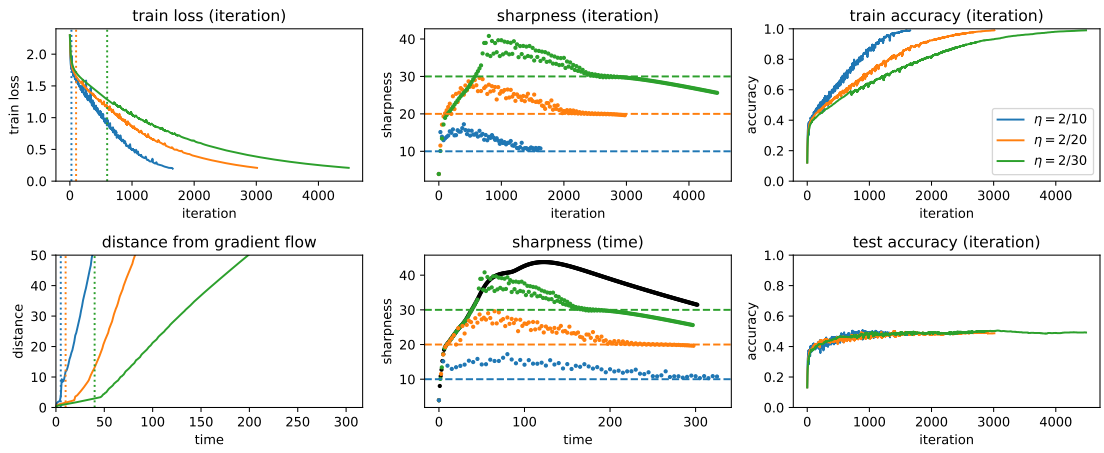 train loss (iteration)
train loss
2.0
1.5
1.0
0.5
0.0
0 1000 2000 3000 4000
iteration
sharpness (iteration)
sharpness
40
30
20
10
0 1000 2000 3000 4000
iteration
train accuracy (iteration)
accuracy
1.0
0.8
0.6
0.4
0.2
0.0
η = 2/10
η = 2/20
η = 2/30
0 1000 2000 3000 4000
iteration
distance from gradient flow
distance
50
40
30
20
10
0
0 50 100 150 200 250 300
time
sharpness (time)
sharpness
40
30
20
10
0 100 200 300
time
test accuracy (iteration)
accuracy
1.0
0.8
0.6
0.4
0.2
0.0
0 1000 2000 3000 4000
iteration